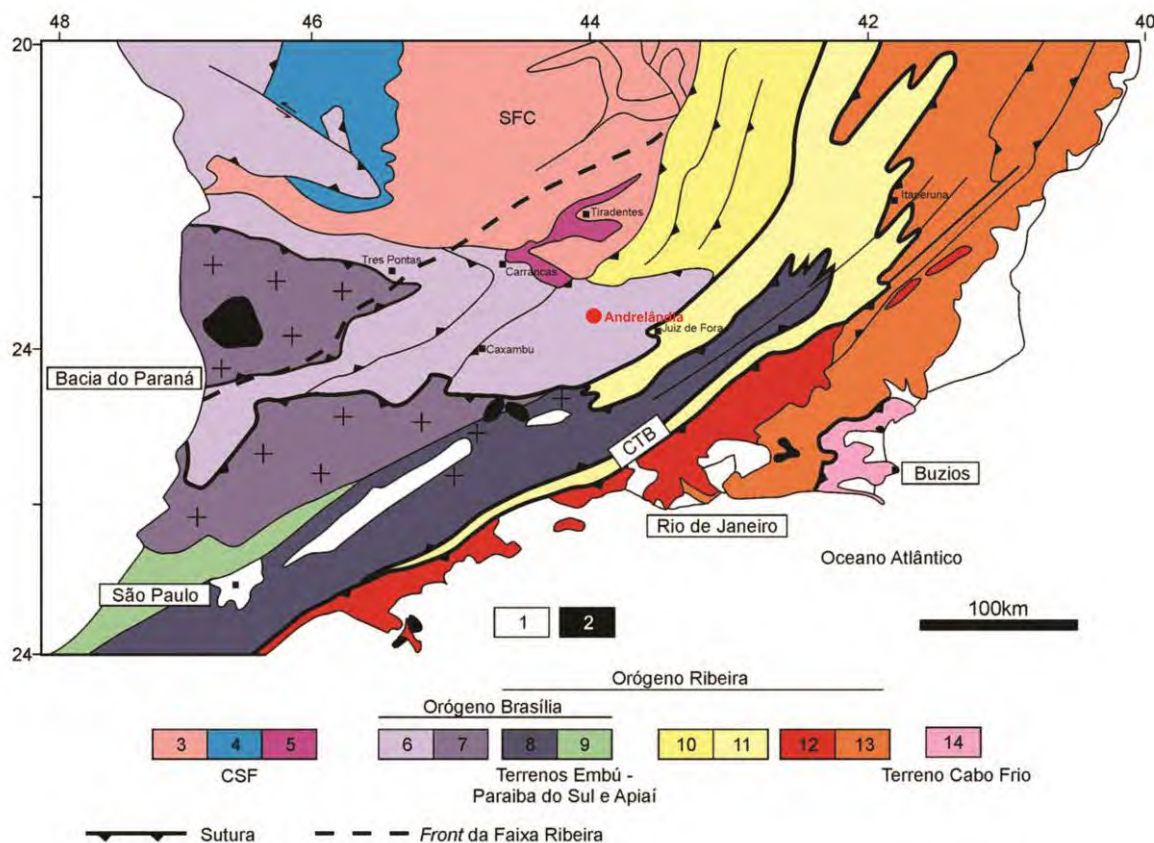 48 46 44 42 40
20
SFC
Itaperuna
Tiradentes
Tres Pontas
Carrancas
Andrelândia
Juiz de Fora
24
Caxambu
Bacia do Paraná
CTB
Buzios
Rio de Janeiro
Oceano Atlântico
São Paulo
1 2
100km
24
Orógeno Ribeira
Orógeno Brasília
3 4 5 6 7 8 9 10 11 12 13 14
CSF
Terrenos Embú -
Paraiba do Sul e Apiaí
Terreno Cabo Frio
Sutura
Front da Faixa Ribeira